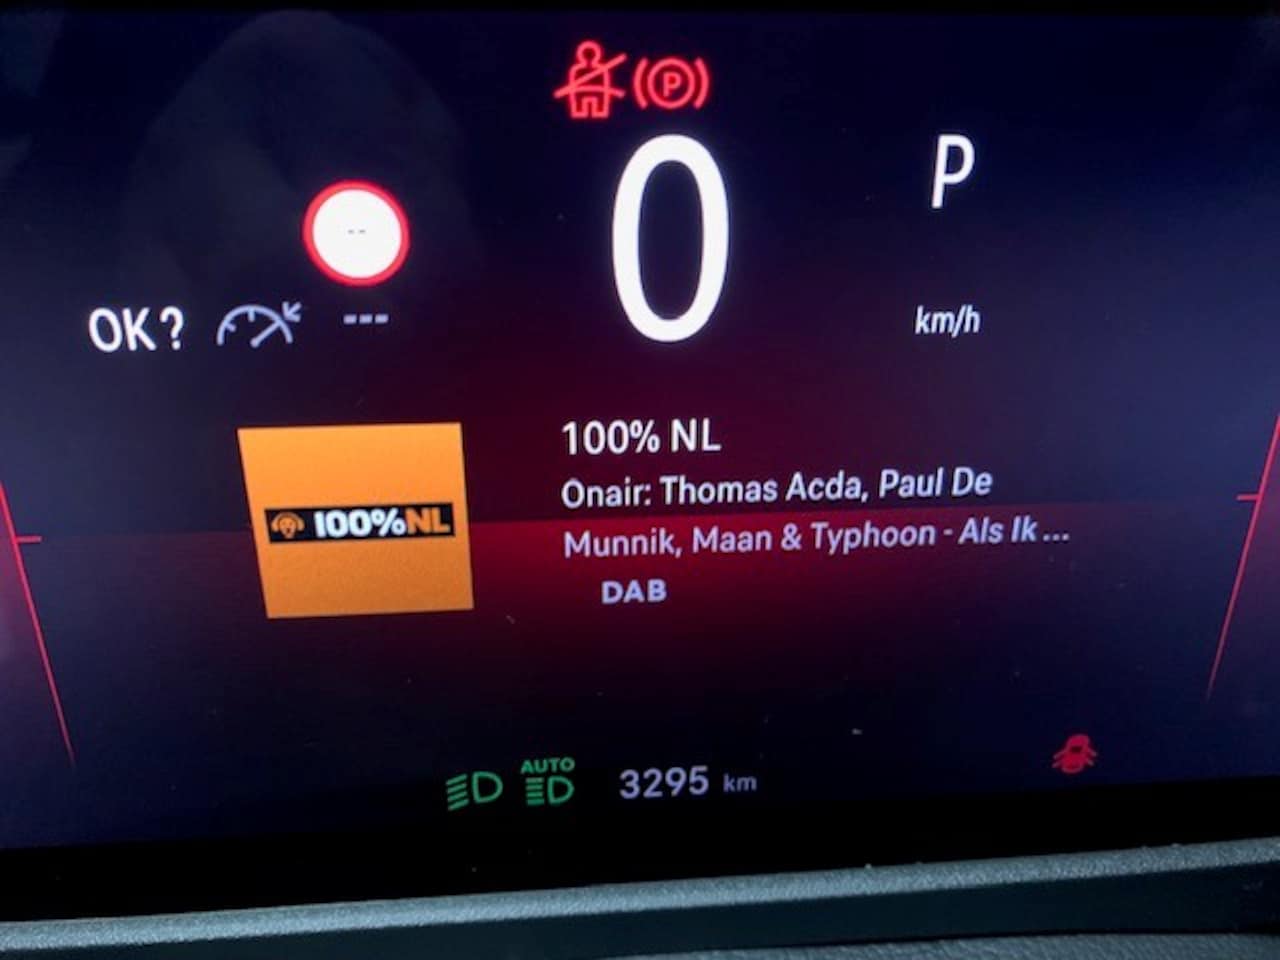 P
0
P
--
OK?
---
km/h
100%NL
100% NL
Onair: Thomas Acda, Paul De
Munnik, Maan & Typhoon - Als Ik ...
DAB
AUTO
3295 km